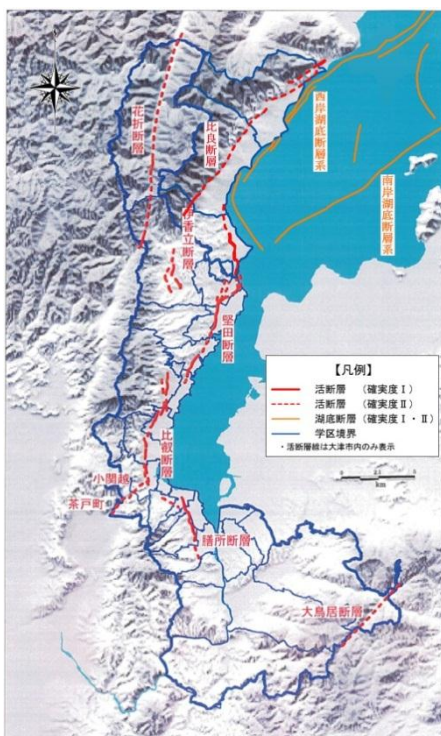 花折断層
比良断層
西岸湖底断層系
南岸湖底断層系
伊香立断層
堅田断層
【凡例】
活断層 （確実度Ⅰ）
活断層 （確実度Ⅱ）
湖底断層（確実度Ⅰ・Ⅱ）
学区境界
・活断層線は大津市内のみ表示
比叡断層
小関越
茶戸町
膳所断層
大鳥居断層
km